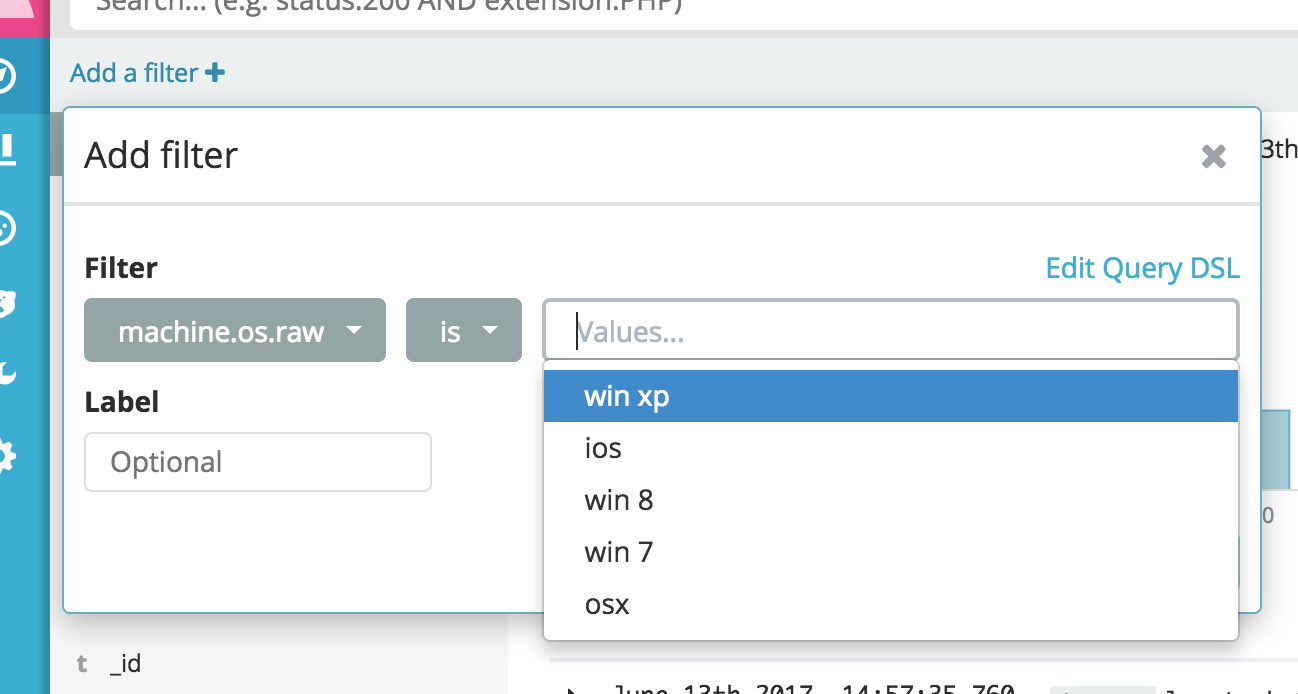 Search... (e.g. status:200 AND extension:PHP)
Add a filter
Add filter
3th
Filter
Edit Query DSL
machine.os.raw
is
Values...
win xp
Label
Optional
ios
win 8
0
win 7
osx
t _id
June 13th 2017, 14:57:35.760